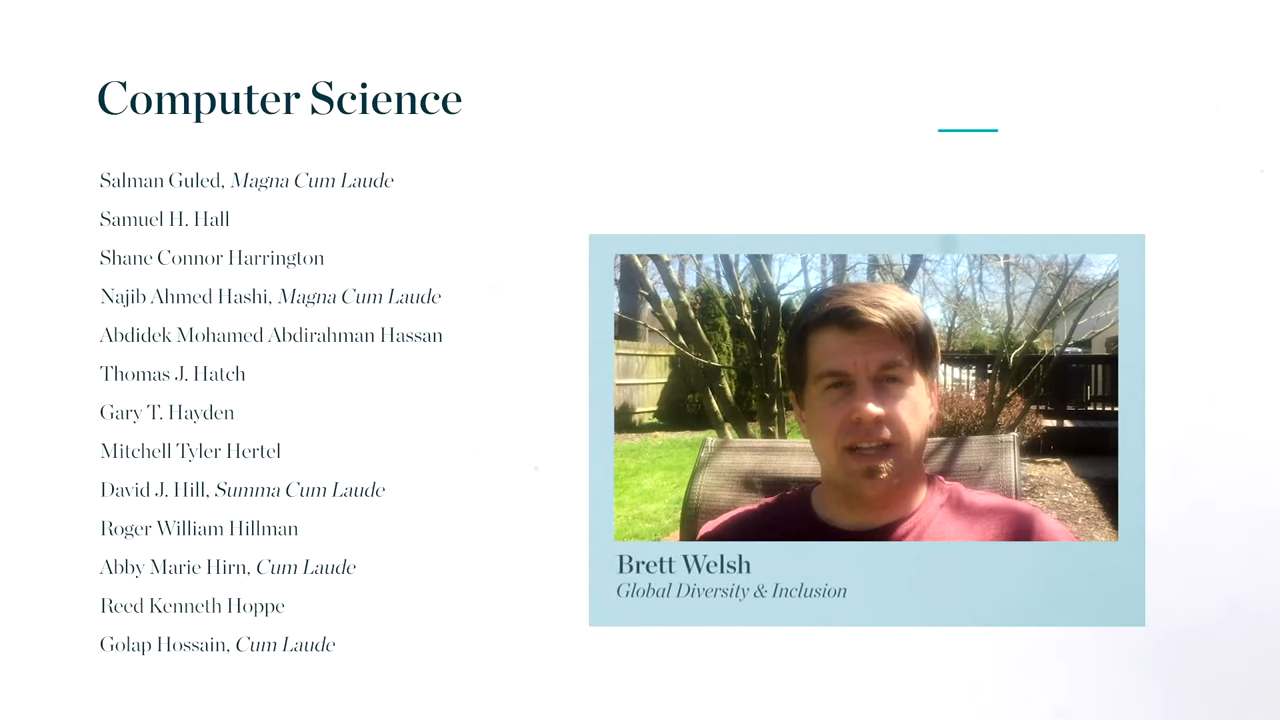 Computer Science
Salman Guled, Magna Cum Laude
Samuel H. Hall
Shane Connor Harrington
Najib Ahmed Hashi, Magna Cum Laude
Abdidek Mohamed Abdirahman Hassan
Thomas J. Hatch
Gary T. Hayden
Mitchell Tyler Hertel
David J. Hill, Summa Cum Laude
Roger William Hillman
Abby Marie Hirn, Cum Laude
Reed Kenneth Hoppe
Golap Hossain, Cum Laude
Brett Welsh
Global Diversity & Inclusion